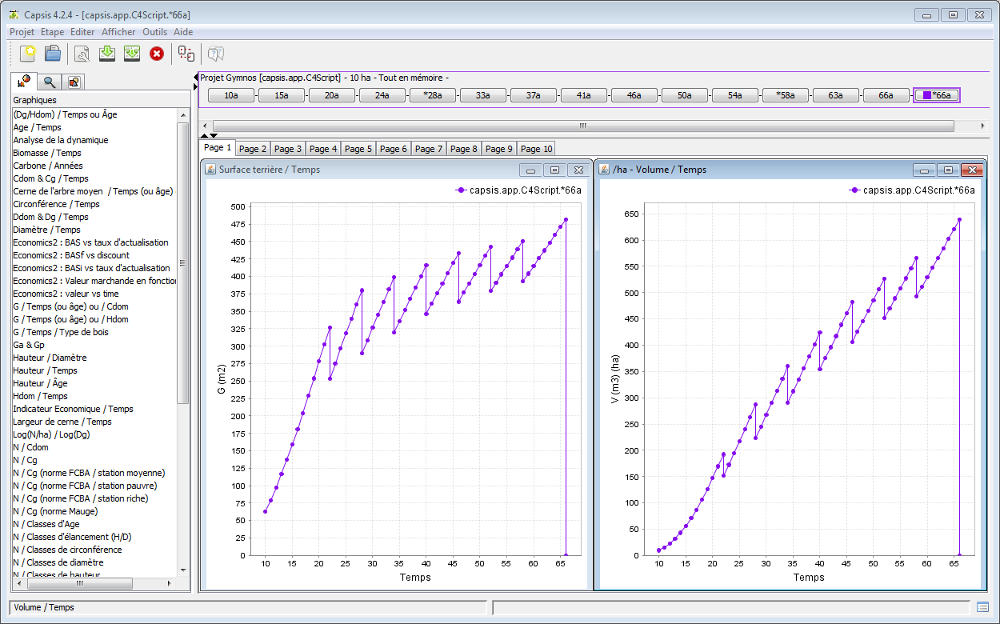 Capsis 4.2.4 - [capsis.app.C4Script.*66a]
Projet Etape Editer Afficher Outils Aide
Projet Gymnos [capsis.app.C4Script] - 10 ha - Tout en mémoire -
10a - 15a - 20a - 24a - *28a - 33a - 37a - 41a - 46a - 50a - 54a - *58a - 63a - 66a - *66a
Graphiques
(Dg/Hdom) / Temps ou Âge
Age / Temps
Analyse de la dynamique
Biomasse / Temps
Carbone / Années
Cdom & Cg / Temps
Cerne de l'arbre moyen / Temps (ou âge)
Circonférence / Temps
Ddom & Dg / Temps
Diamètre / Temps
Economics2 : BAS vs taux d'actualisation
Economics2 : BASf vs discount
Economics2 : BASi vs taux d'actualisation
Economics2 : Valeur marchande en fonction
Economics2 : valeur vs time
G / Temps (ou âge) ou / Cdom
G / Temps (ou âge) ou / Hdom
G / Temps / Type de bois
Ga & Gp
Hauteur / Diamètre
Hauteur / Temps
Hauteur / Âge
Hdom / Temps
Indicateur Economique / Temps
Largeur de cerne / Temps
Log(N/ha) / Log(Dg)
N / Cdom
N / Cg
N / Cg (norme FCBA / station moyenne)
N / Cg (norme FCBA / station pauvre)
N / Cg (norme FCBA / station riche)
N / Cg (norme Mauge)
N / Classes d'Age
N / Classes d'élancement (H/D)
N / Classes de circonférence
N / Classes de diamètre
N / Classes de hauteur
Page 1 Page 2 Page 3 Page 4 Page 5 Page 6 Page 7 Page 8 Page 9 Page 10
Surface terrière / Temps
capsis.app.C4Script.*66a
500
475
450
425
400
375
350
325
300
275
250
225
200
175
150
125
100
75
50
25
0
G (m2)
10 15 20 25 30 35 40 45 50 55 60 65
Temps
/ha - Volume / Temps
capsis.app.C4Script.*66a
650
600
550
500
450
400
350
300
250
200
150
100
50
0
V (m3) (ha)
10 15 20 25 30 35 40 45 50 55 60 65
Temps
Volume / Temps